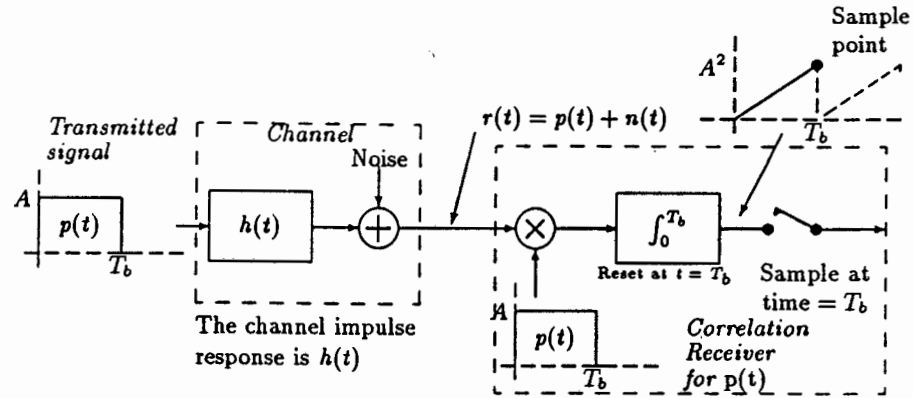 Sample
point
A²
T_b
Transmitted
signal
Channel
r(t) = p(t) + n(t)
Noise
A
p(t)
T_b
h(t)
+
×
∫₀^{T_b}
Reset at t = T_b
Sample at
time = T_b
The channel impulse
response is h(t)
A
p(t)
T_b
Correlation
Receiver
for p(t)